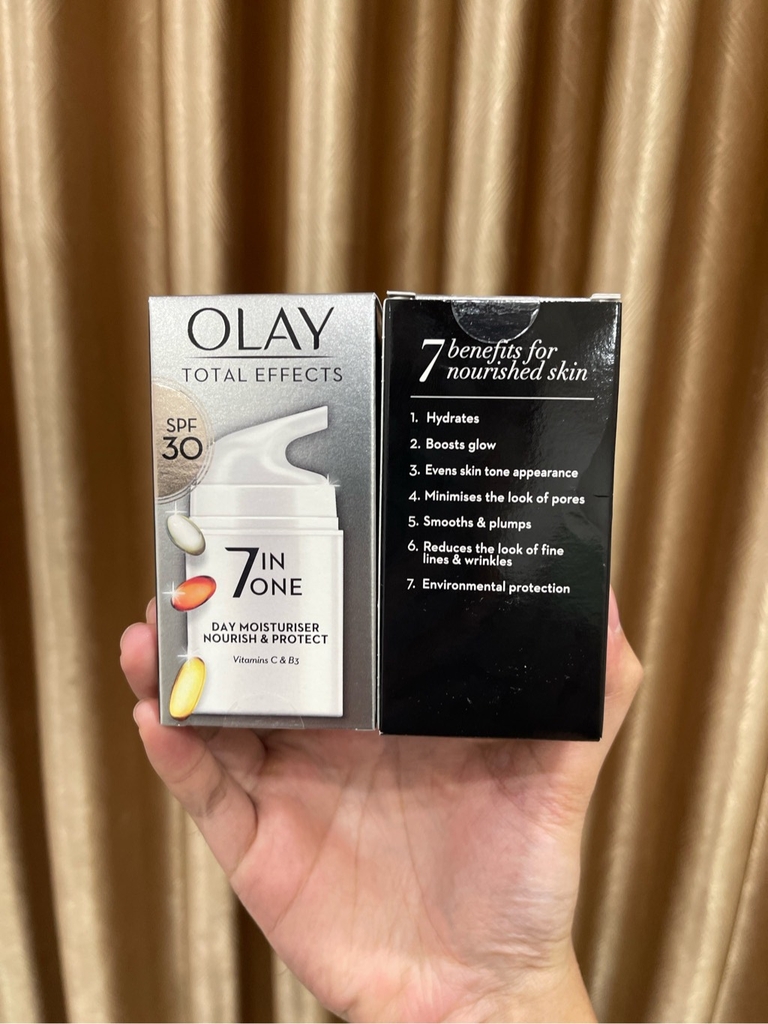 OLAY
TOTAL EFFECTS
SPF
30
7 IN
ONE
DAY MOISTURISER
NOURISH & PROTECT
Vitamins C & B3
7 benefits for
nourished skin
1. Hydrates
2. Boosts glow
3. Evens skin tone appearance
4. Minimises the look of pores
5. Smooths & plumps
6. Reduces the look of fine
lines & wrinkles
7. Environmental protection